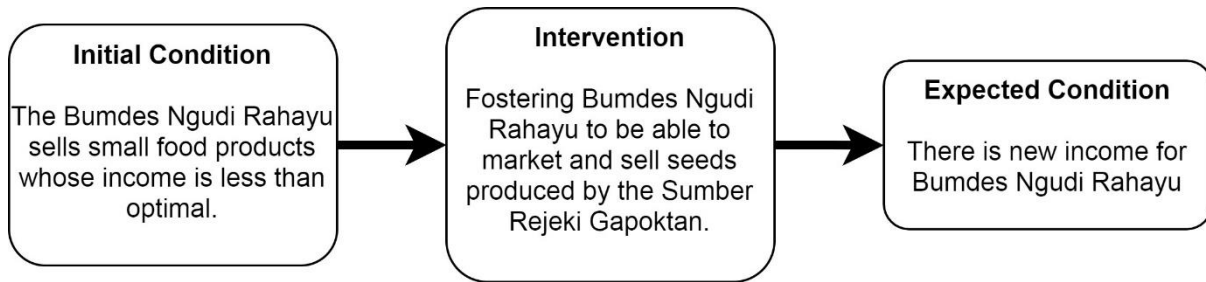 Initial Condition
The Bumdes Ngudi Rahayu
sells small food products
whose income is less than
optimal.
Intervention
Fostering Bumdes Ngudi
Rahayu to be able to
market and sell seeds
produced by the Sumber
Rejeki Gapoktan.
Expected Condition
There is new income for
Bumdes Ngudi Rahayu